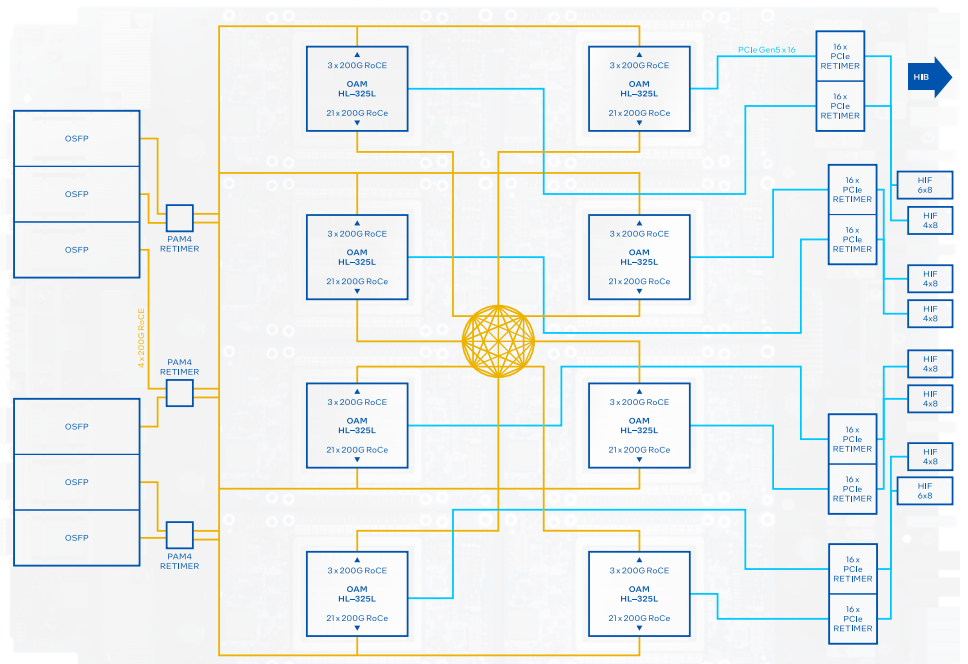 PCIe Gen5 x 16
3 x 200G RoCE
OAM
HL-325L
21 x 200G RoCe
3 x 200G RoCE
OAM
HL-325L
21 x 200G RoCe
16 x
PCIe
RETIMER
16 x
PCIe
RETIMER
HIB
OSFP
OSFP
OSFP
PAM4
RETIMER
3 x 200G RoCE
OAM
HL-325L
21 x 200G RoCe
3 x 200G RoCE
OAM
HL-325L
21 x 200G RoCe
16 x
PCIe
RETIMER
16 x
PCIe
RETIMER
HIF
6x8
HIF
4x8
HIF
4x8
HIF
4x8
4 x 200G RoCE
PAM4
RETIMER
3 x 200G RoCE
OAM
HL-325L
21 x 200G RoCe
3 x 200G RoCE
OAM
HL-325L
21 x 200G RoCe
16 x
PCIe
RETIMER
16 x
PCIe
RETIMER
HIF
4x8
HIF
4x8
HIF
4x8
HIF
6x8
OSFP
OSFP
OSFP
PAM4
RETIMER
3 x 200G RoCE
OAM
HL-325L
21 x 200G RoCe
3 x 200G RoCE
OAM
HL-325L
21 x 200G RoCe
16 x
PCIe
RETIMER
16 x
PCIe
RETIMER